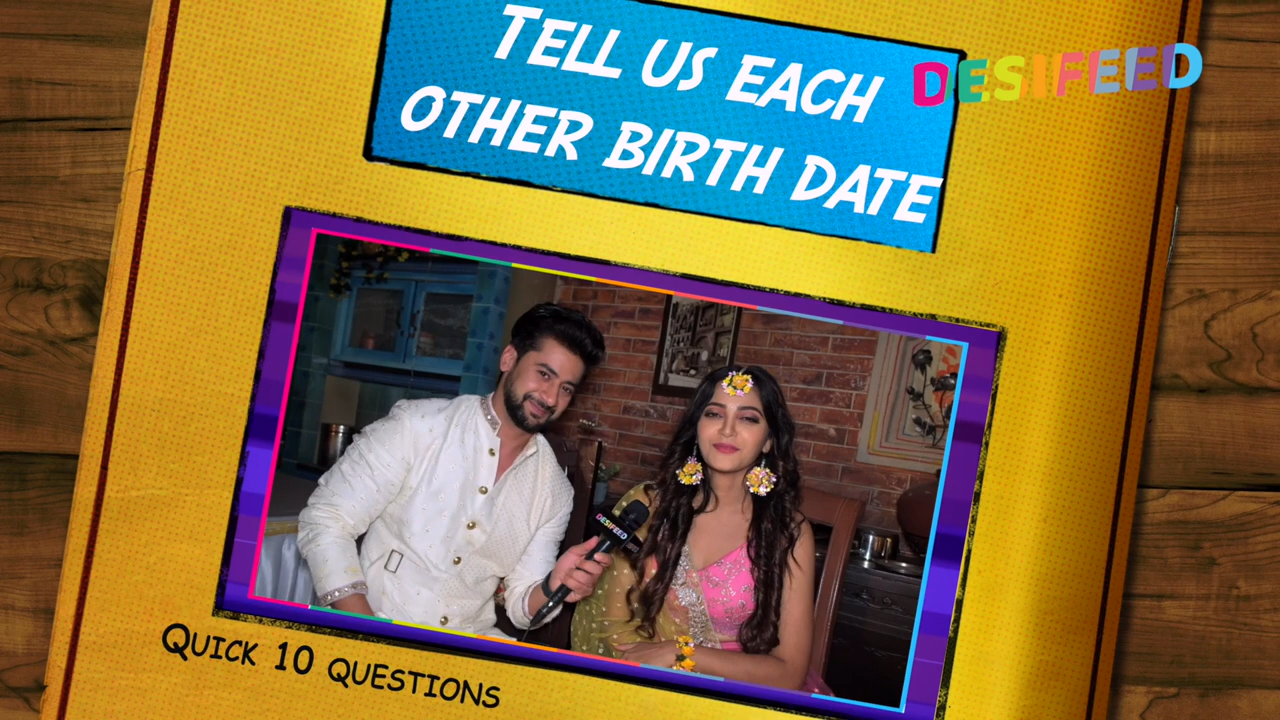 TELL US EACH
OTHER BIRTH DATE
DESIFEED
DESIFEED
QUICK 10 QUESTIONS